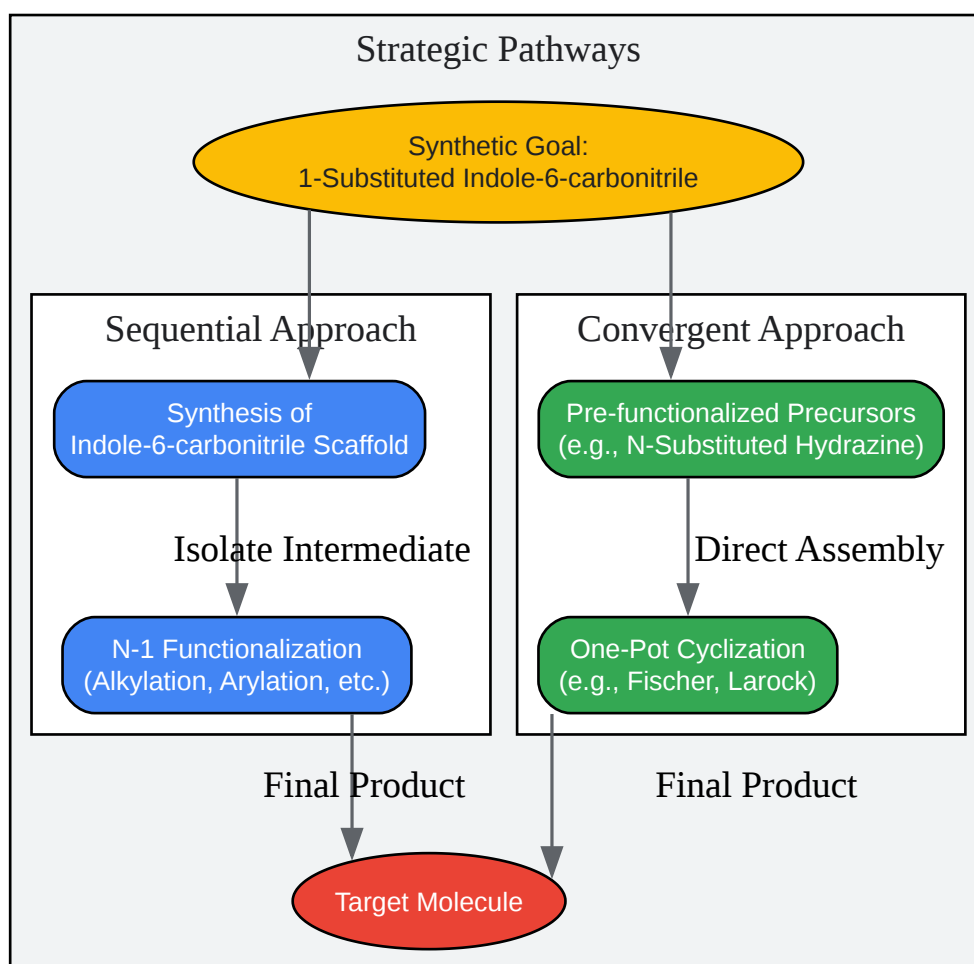 Strategic Pathways
Synthetic Goal:
1-Substituted Indole-6-carbonitrile
Sequential Approach
Synthesis of
Indole-6-carbonitrile Scaffold
Isolate Intermediate
N-1 Functionalization
(Alkylation, Arylation, etc.)
Final Product
Convergent Approach
Pre-functionalized Precursors
(e.g., N-Substituted Hydrazine)
Direct Assembly
One-Pot Cyclization
(e.g., Fischer, Larock)
Final Product
Target Molecule